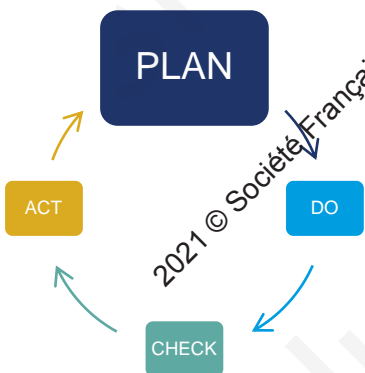 PLAN
2021 © Société Françai
DO
ACT
CHECK